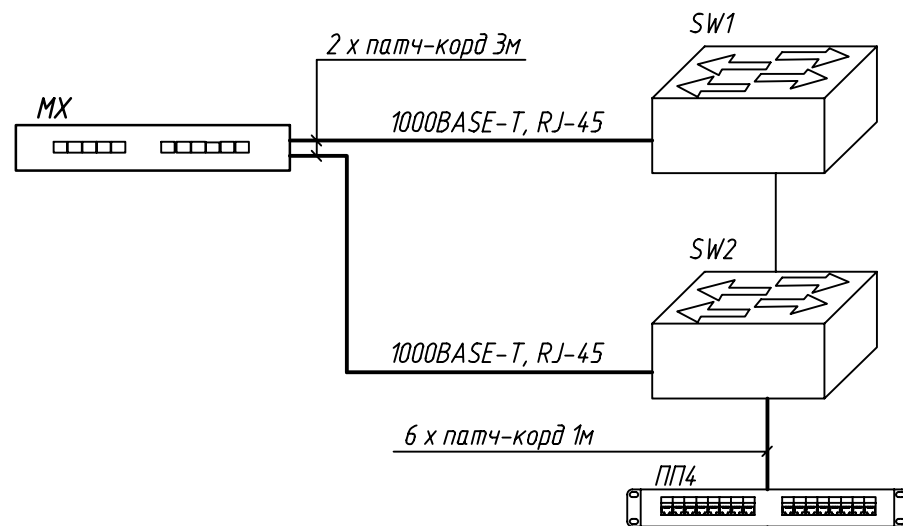 SW1
2 x патч-корд 3м
MX
1000BASE-T, RJ-45
SW2
1000BASE-T, RJ-45
6 x патч-корд 1м
ПП4